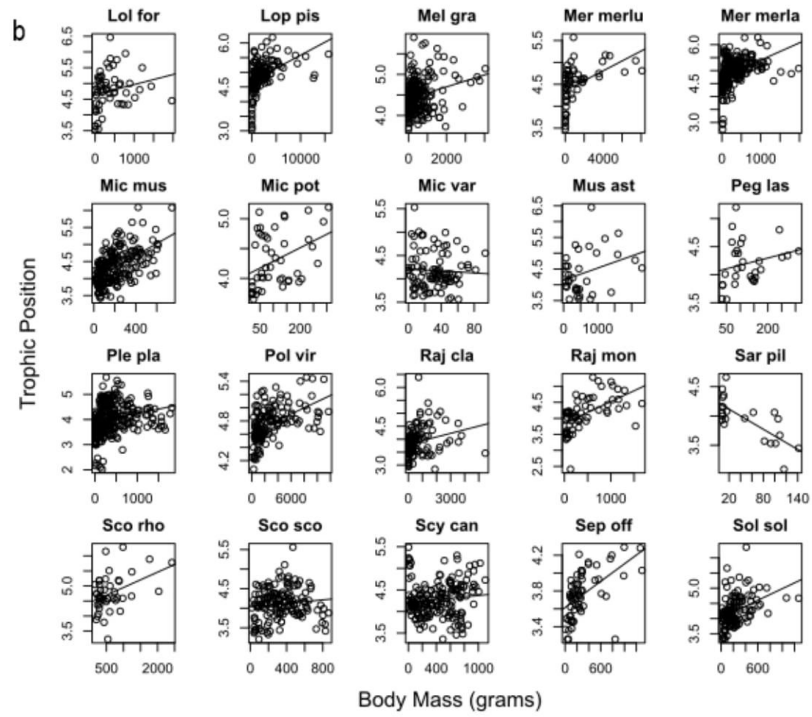 b
Lol for Lop pis Mel gra Mer merlu Mer merla
6.5 5.5 4.5 3.5 6.0 4.5 3.0 5.0 4.0 5.5 4.5 3.5 6.0 4.5 3.0
0 1000 0 10000 0 2000 0 4000 0 1000
Mic mus Mic pot Mic var Mus ast Peg las
5.5 4.5 3.5 5.0 4.0 5.5 4.5 3.5 6.5 5.5 4.5 3.5 4.5 3.5
0 400 50 200 0 40 80 0 1000 50 200
Trophic Position
Ple pla Pol vir Raj cla Raj mon Sar pil
5 4 3 2 5.4 4.8 4.2 6.0 4.5 3.0 4.5 3.5 2.5 4.5 3.5
0 1000 0 6000 0 3000 0 1000 20 80 140
Sco rho Sco sco Scy can Sep off Sol sol
5.0 3.5 5.5 4.5 3.5 5.5 4.5 3.5 4.2 3.8 3.4 5.0 3.5
500 2000 0 400 800 0 400 1000 0 600 0 600
Body Mass (grams)